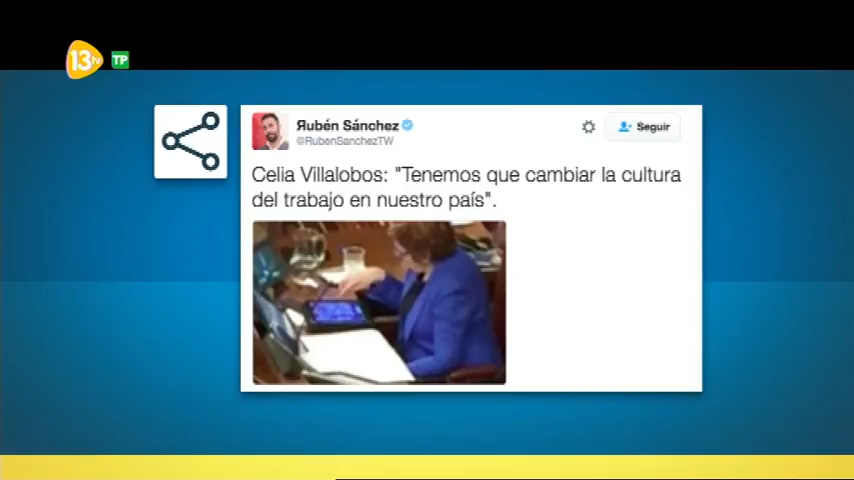 13tv
TP
Rubén Sánchez
@RubenSanchezTW
Seguir
Celia Villalobos: "Tenemos que cambiar la cultura
del trabajo en nuestro país".